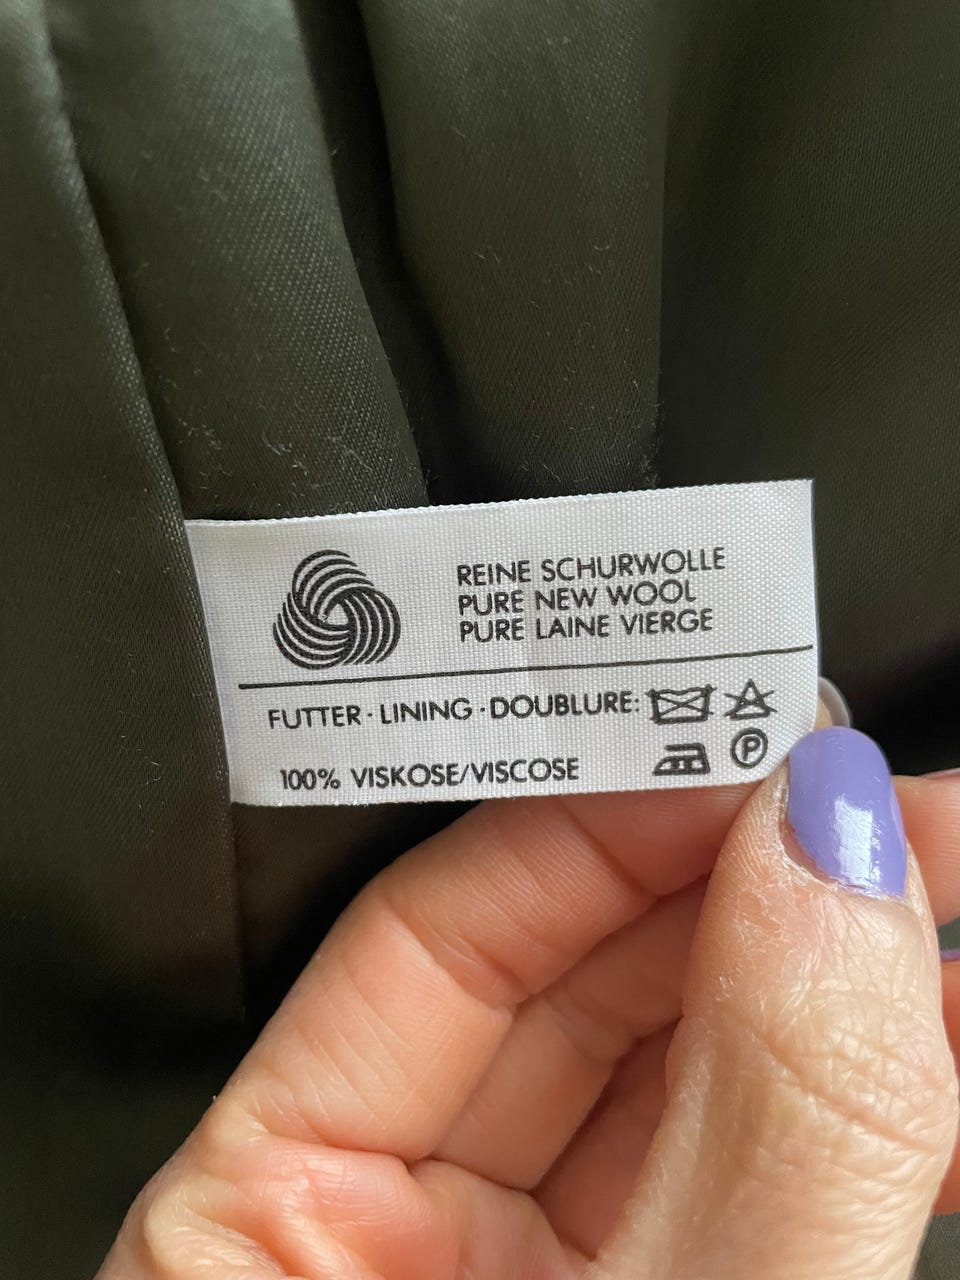 REINE SCHURWOLLE
PURE NEW WOOL
PURE LAINE VIERGE
FUTTER · LINING · DOUBLURE:
100% VISKOSE/VISCOSE
P